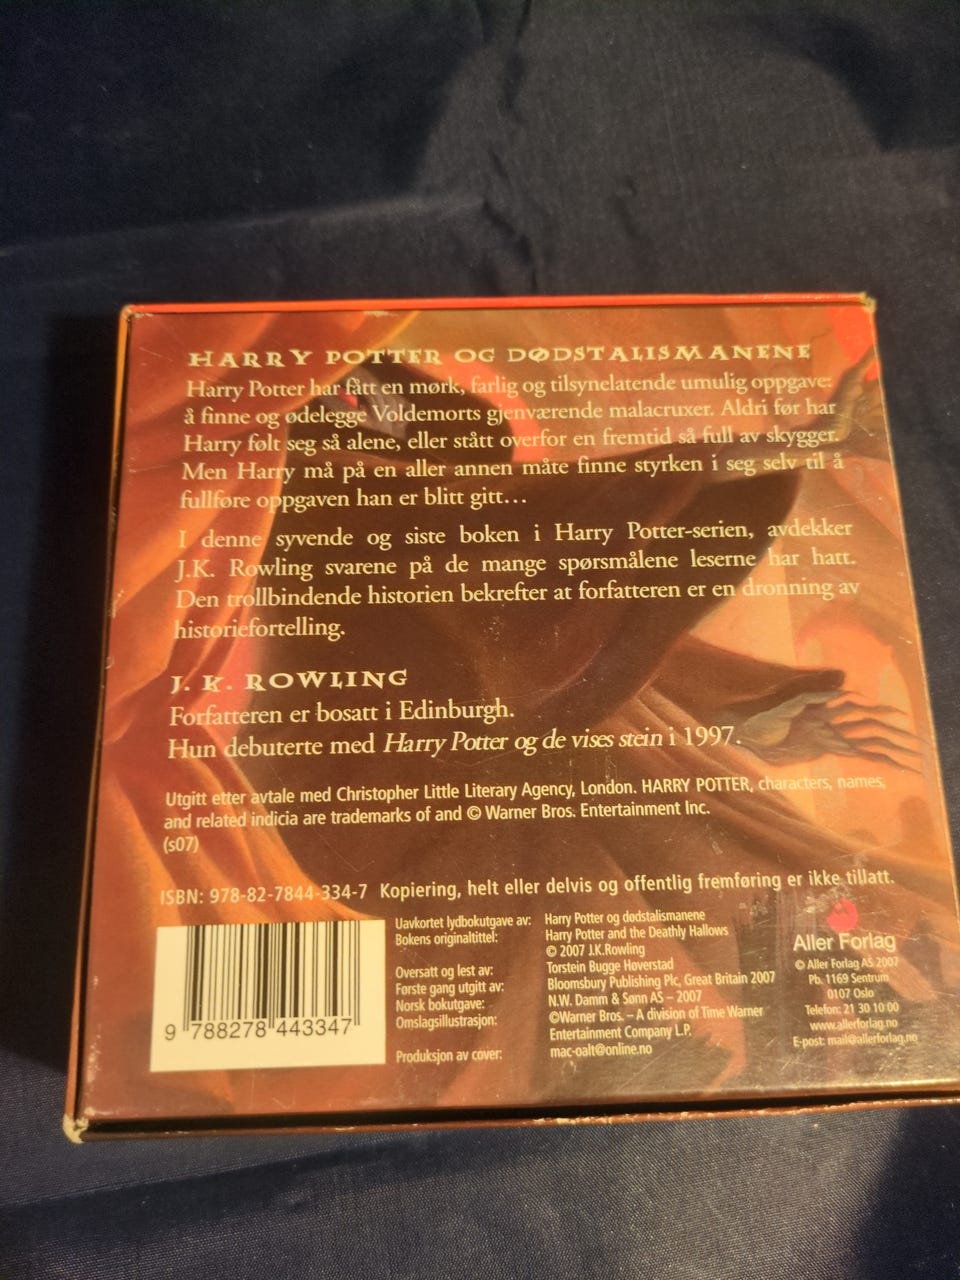 HARRY POTTER OG DØDSTALISMANENE
Harry Potter har fått en mørk, farlig og tilsynelatende umulig oppgave:
å finne og ødelegge Voldemorts gjenværende malacruxer. Aldri før har
Harry følt seg så alene, eller stått overfor en fremtid så full av skygger.
Men Harry må på en aller annen måte finne styrken i seg selv til å
fullføre oppgaven han er blitt gitt…
I denne syvende og siste boken i Harry Potter-serien, avdekker
J.K. Rowling svarene på de mange spørsmålene leserne har hatt.
Den trollbindende historien bekrefter at forfatteren er en dronning av
historiefortelling.
J. K. ROWLING
Forfatteren er bosatt i Edinburgh.
Hun debuterte med Harry Potter og de vises stein i 1997.
Utgitt etter avtale med Christopher Little Literary Agency, London. HARRY POTTER, characters, names,
and related indicia are trademarks of and © Warner Bros. Entertainment Inc.
(s07)
ISBN: 978-82-7844-334-7 Kopiering, helt eller delvis og offentlig fremføring er ikke tillatt.
9 788278 443347
Uavkortet lydbokutgave av: Harry Potter og dødstalismanene
Bokens originaltittel: Harry Potter and the Deathly Hallows
© 2007 J.K.Rowling
Oversatt og lest av: Torstein Bugge Høverstad
Første gang utgitt av: Bloomsbury Publishing Plc, Great Britain 2007
Norsk bokutgave: N.W. Damm & Sønn AS – 2007
Omslagsillustrasjon: ©Warner Bros. – A division of Time Warner
Entertainment Company L.P.
Produksjon av cover: mac-oalt@online.no
Aller Forlag
© Aller Forlag AS 2007
Pb. 1169 Sentrum
0107 Oslo
Telefon: 21 30 10 00
www.allerforlag.no
E-post: mail@allerforlag.no